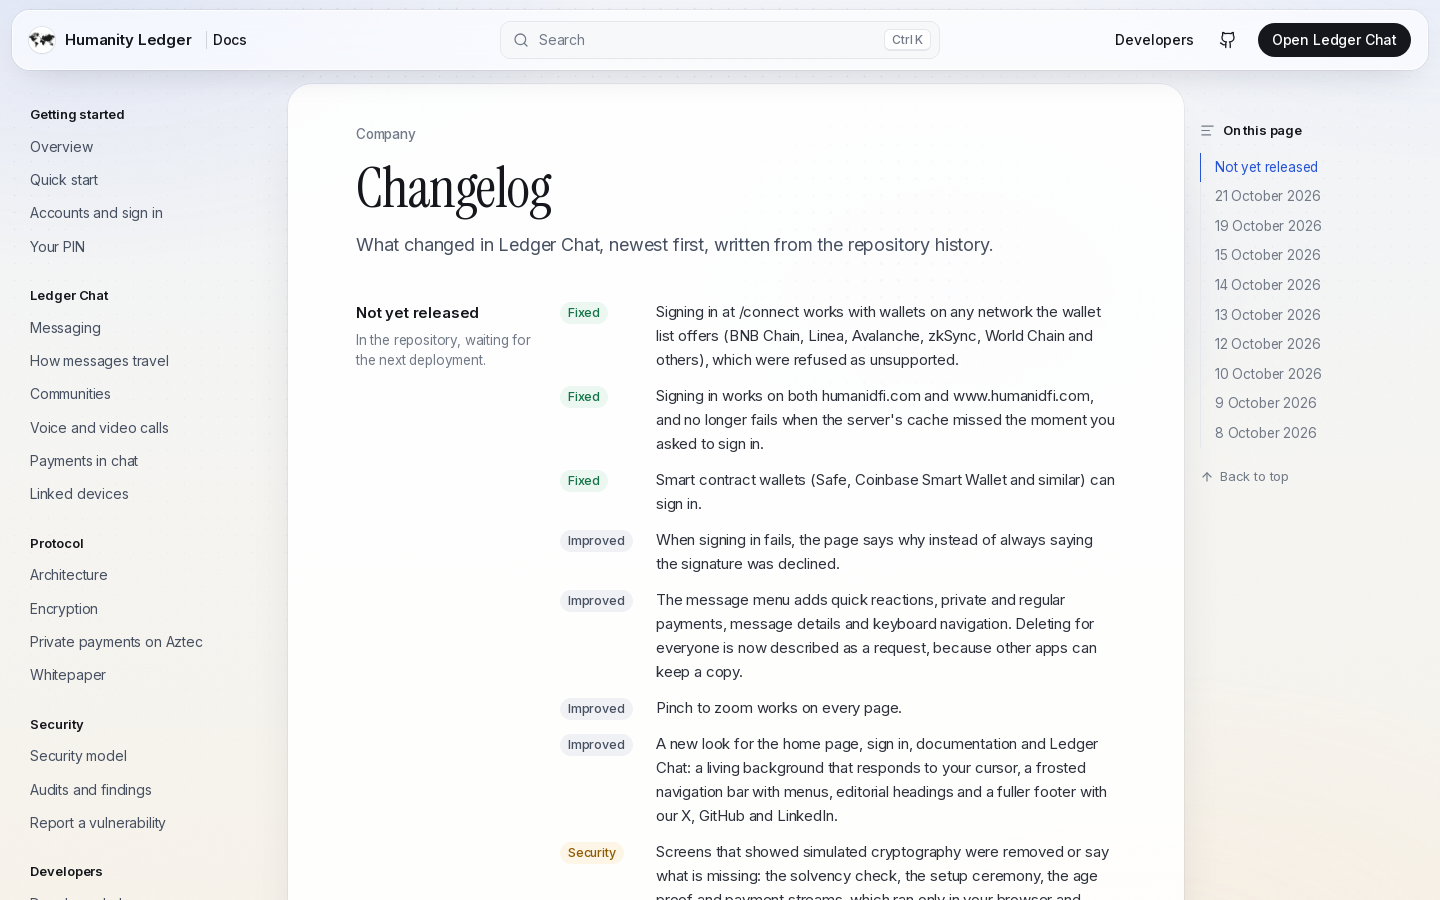 Humanity Ledger
Docs
Search
Ctrl K
Developers
Open Ledger Chat
Getting started
Overview
Quick start
Accounts and sign in
Your PIN
Ledger Chat
Messaging
How messages travel
Communities
Voice and video calls
Payments in chat
Linked devices
Protocol
Architecture
Encryption
Private payments on Aztec
Whitepaper
Security
Security model
Audits and findings
Report a vulnerability
Developers
Company
Changelog
What changed in Ledger Chat, newest first, written from the repository history.
Not yet released
In the repository, waiting for
the next deployment.
Fixed
Signing in at /connect works with wallets on any network the wallet
list offers (BNB Chain, Linea, Avalanche, zkSync, World Chain and
others), which were refused as unsupported.
Fixed
Signing in works on both humanidfi.com and www.humanidfi.com,
and no longer fails when the server's cache missed the moment you
asked to sign in.
Fixed
Smart contract wallets (Safe, Coinbase Smart Wallet and similar) can
sign in.
Improved
When signing in fails, the page says why instead of always saying
the signature was declined.
Improved
The message menu adds quick reactions, private and regular
payments, message details and keyboard navigation. Deleting for
everyone is now described as a request, because other apps can
keep a copy.
Improved
Pinch to zoom works on every page.
Improved
A new look for the home page, sign in, documentation and Ledger
Chat: a living background that responds to your cursor, a frosted
navigation bar with menus, editorial headings and a fuller footer with
our X, GitHub and LinkedIn.
Security
Screens that showed simulated cryptography were removed or say
what is missing: the solvency check, the setup ceremony, the age
proof and payment streams, which ran only in your browser and
On this page
Not yet released
21 October 2026
19 October 2026
15 October 2026
14 October 2026
13 October 2026
12 October 2026
10 October 2026
9 October 2026
8 October 2026
Back to top